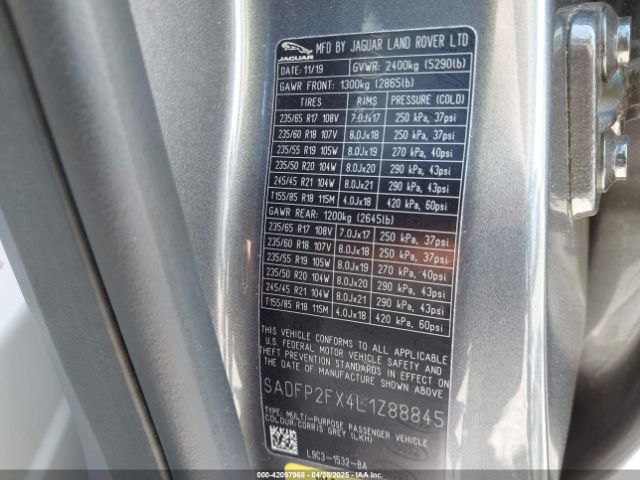 JAGUAR
MFD BY JAGUAR LAND ROVER LTD
DATE: 11/19 GVWR: 2400kg (5290lb)
GAWR FRONT: 1300kg (2865lb)
TIRES RIMS PRESSURE (COLD)
235/65 R17 108V 7.0Jx17 250 kPa, 37psi
235/60 R18 107V 8.0Jx18 250 kPa, 37psi
235/55 R19 105W 8.0Jx19 270 kPa, 40psi
235/50 R20 104W 8.0Jx20 290 kPa, 43psi
245/45 R21 104W 8.0Jx21 290 kPa, 43psi
T155/85 R18 115M 4.0Jx18 420 kPa, 60psi
GAWR REAR: 1200kg (2645lb)
235/65 R17 108V 7.0Jx17 250 kPa, 37psi
235/60 R18 107V 8.0Jx18 250 kPa, 37psi
235/55 R19 105W 8.0Jx19 270 kPa, 40psi
235/50 R20 104W 8.0Jx20 290 kPa, 43psi
245/45 R21 104W 8.0Jx21 290 kPa, 43psi
T155/85 R18 115M 4.0Jx18 420 kPa, 60psi
THIS VEHICLE CONFORMS TO ALL APPLICABLE
U.S. FEDERAL MOTOR VEHICLE SAFETY AND
THEFT PREVENTION STANDARDS IN EFFECT ON
THE DATE OF MANUFACTURE SHOWN ABOVE
SADFP2FX4L1Z88845
TYPE: MULTI-PURPOSE PASSENGER VEHICLE
COLOUR: CORRIS GREY (LKH)
L9C3-1532-BA
#IAA 42097968 04/28/2025 IAA Holdings, LLC